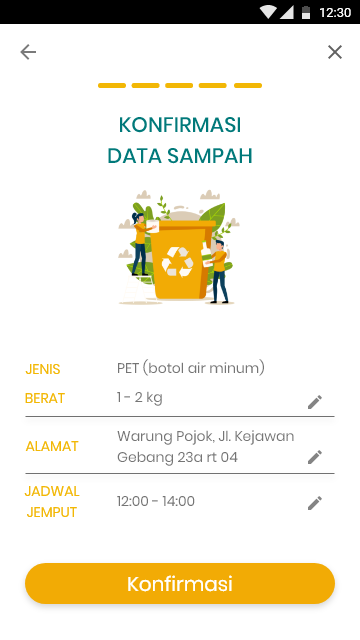 12:30
KONFIRMASI
DATA SAMPAH
JENIS PET (botol air minum)
BERAT 1 - 2 kg
ALAMAT Warung Pojok, Jl. Kejawan
Gebang 23a rt 04
JADWAL
JEMPUT 12:00 - 14:00
Konfirmasi